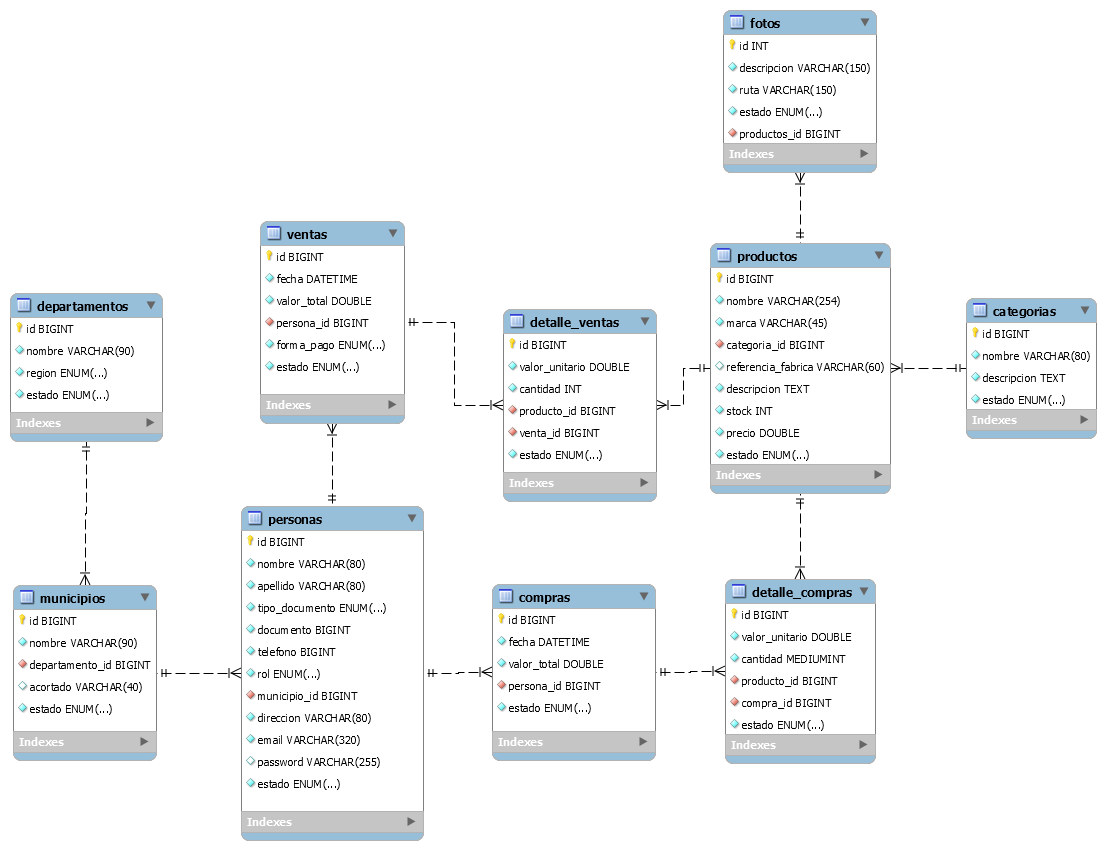 fotos
id INT
descripcion VARCHAR(150)
ruta VARCHAR(150)
estado ENUM(...)
productos_id BIGINT
Indexes
ventas
id BIGINT
fecha DATETIME
valor_total DOUBLE
persona_id BIGINT
forma_pago ENUM(...)
estado ENUM(...)
Indexes
productos
id BIGINT
nombre VARCHAR(254)
marca VARCHAR(45)
categoria_id BIGINT
referencia_fabrica VARCHAR(60)
descripcion TEXT
stock INT
precio DOUBLE
estado ENUM(...)
Indexes
departamentos
id BIGINT
nombre VARCHAR(90)
region ENUM(...)
estado ENUM(...)
Indexes
detalle_ventas
id BIGINT
valor_unitario DOUBLE
cantidad INT
producto_id BIGINT
venta_id BIGINT
estado ENUM(...)
Indexes
categorias
id BIGINT
nombre VARCHAR(80)
descripcion TEXT
estado ENUM(...)
Indexes
municipios
id BIGINT
nombre VARCHAR(90)
departamento_id BIGINT
acortado VARCHAR(40)
estado ENUM(...)
Indexes
personas
id BIGINT
nombre VARCHAR(80)
apellido VARCHAR(80)
tipo_documento ENUM(...)
documento BIGINT
telefono BIGINT
rol ENUM(...)
municipio_id BIGINT
direccion VARCHAR(80)
email VARCHAR(320)
password VARCHAR(255)
estado ENUM(...)
Indexes
compras
id BIGINT
fecha DATETIME
valor_total DOUBLE
persona_id BIGINT
estado ENUM(...)
Indexes
detalle_compras
id BIGINT
valor_unitario DOUBLE
cantidad MEDIUMINT
producto_id BIGINT
compra_id BIGINT
estado ENUM(...)
Indexes